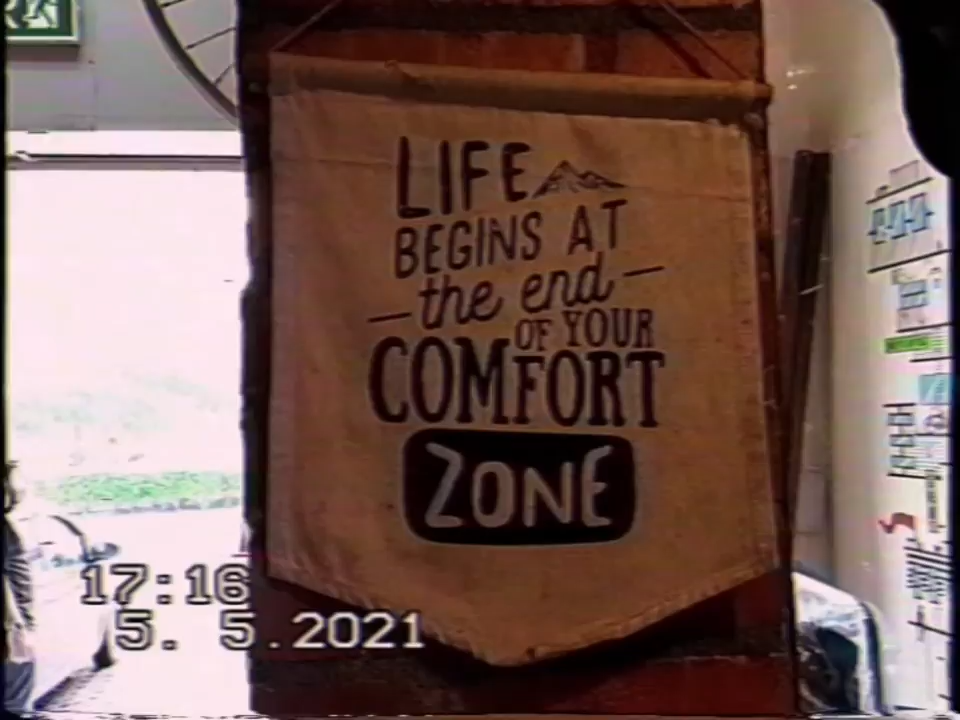 LIFE
BEGINS AT
the end
OF YOUR
COMFORT
ZONE
17:16
5. 5.2021